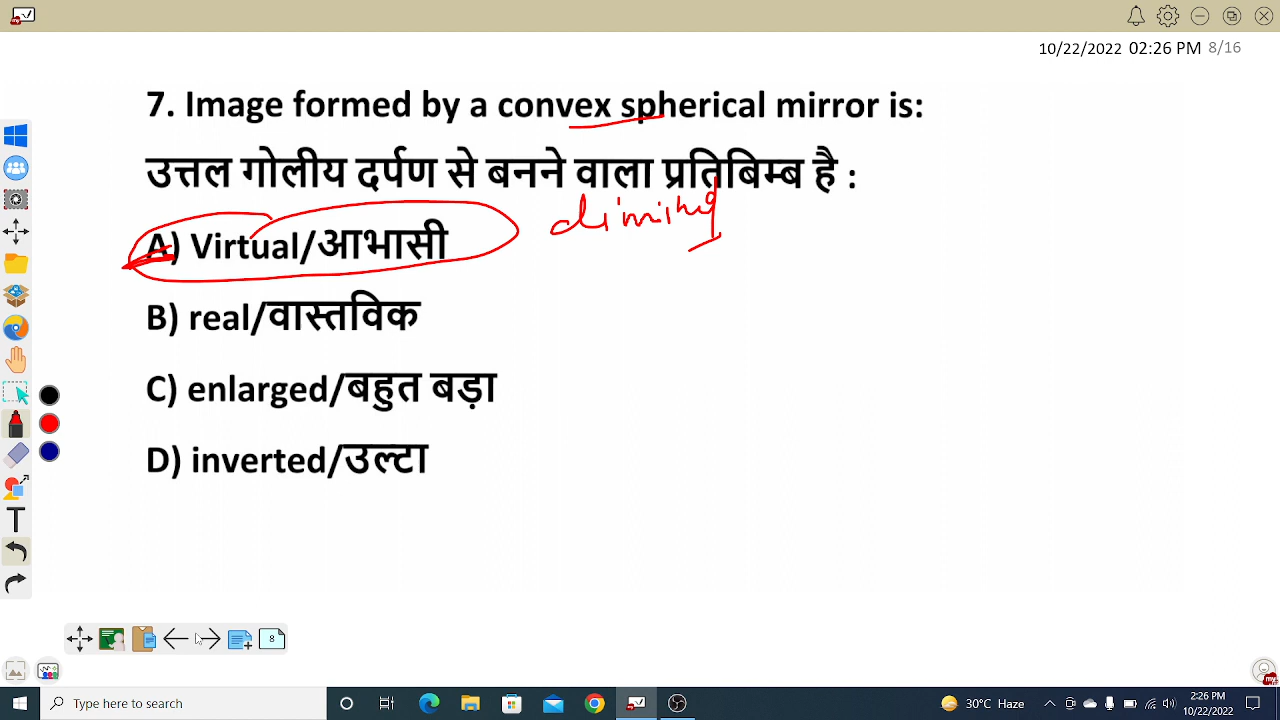 10/22/2022 02:26 PM 8/16
7. Image formed by a convex spherical mirror is:
उत्तल गोलीय दर्पण से बनने वाला प्रतिबिम्ब है :
A) Virtual/आभासी
B) real/वास्तविक
C) enlarged/बहुत बड़ा
D) inverted/उल्टा
T
8
Type here to search
30°C Haze
2:26 PM
10/22/2022